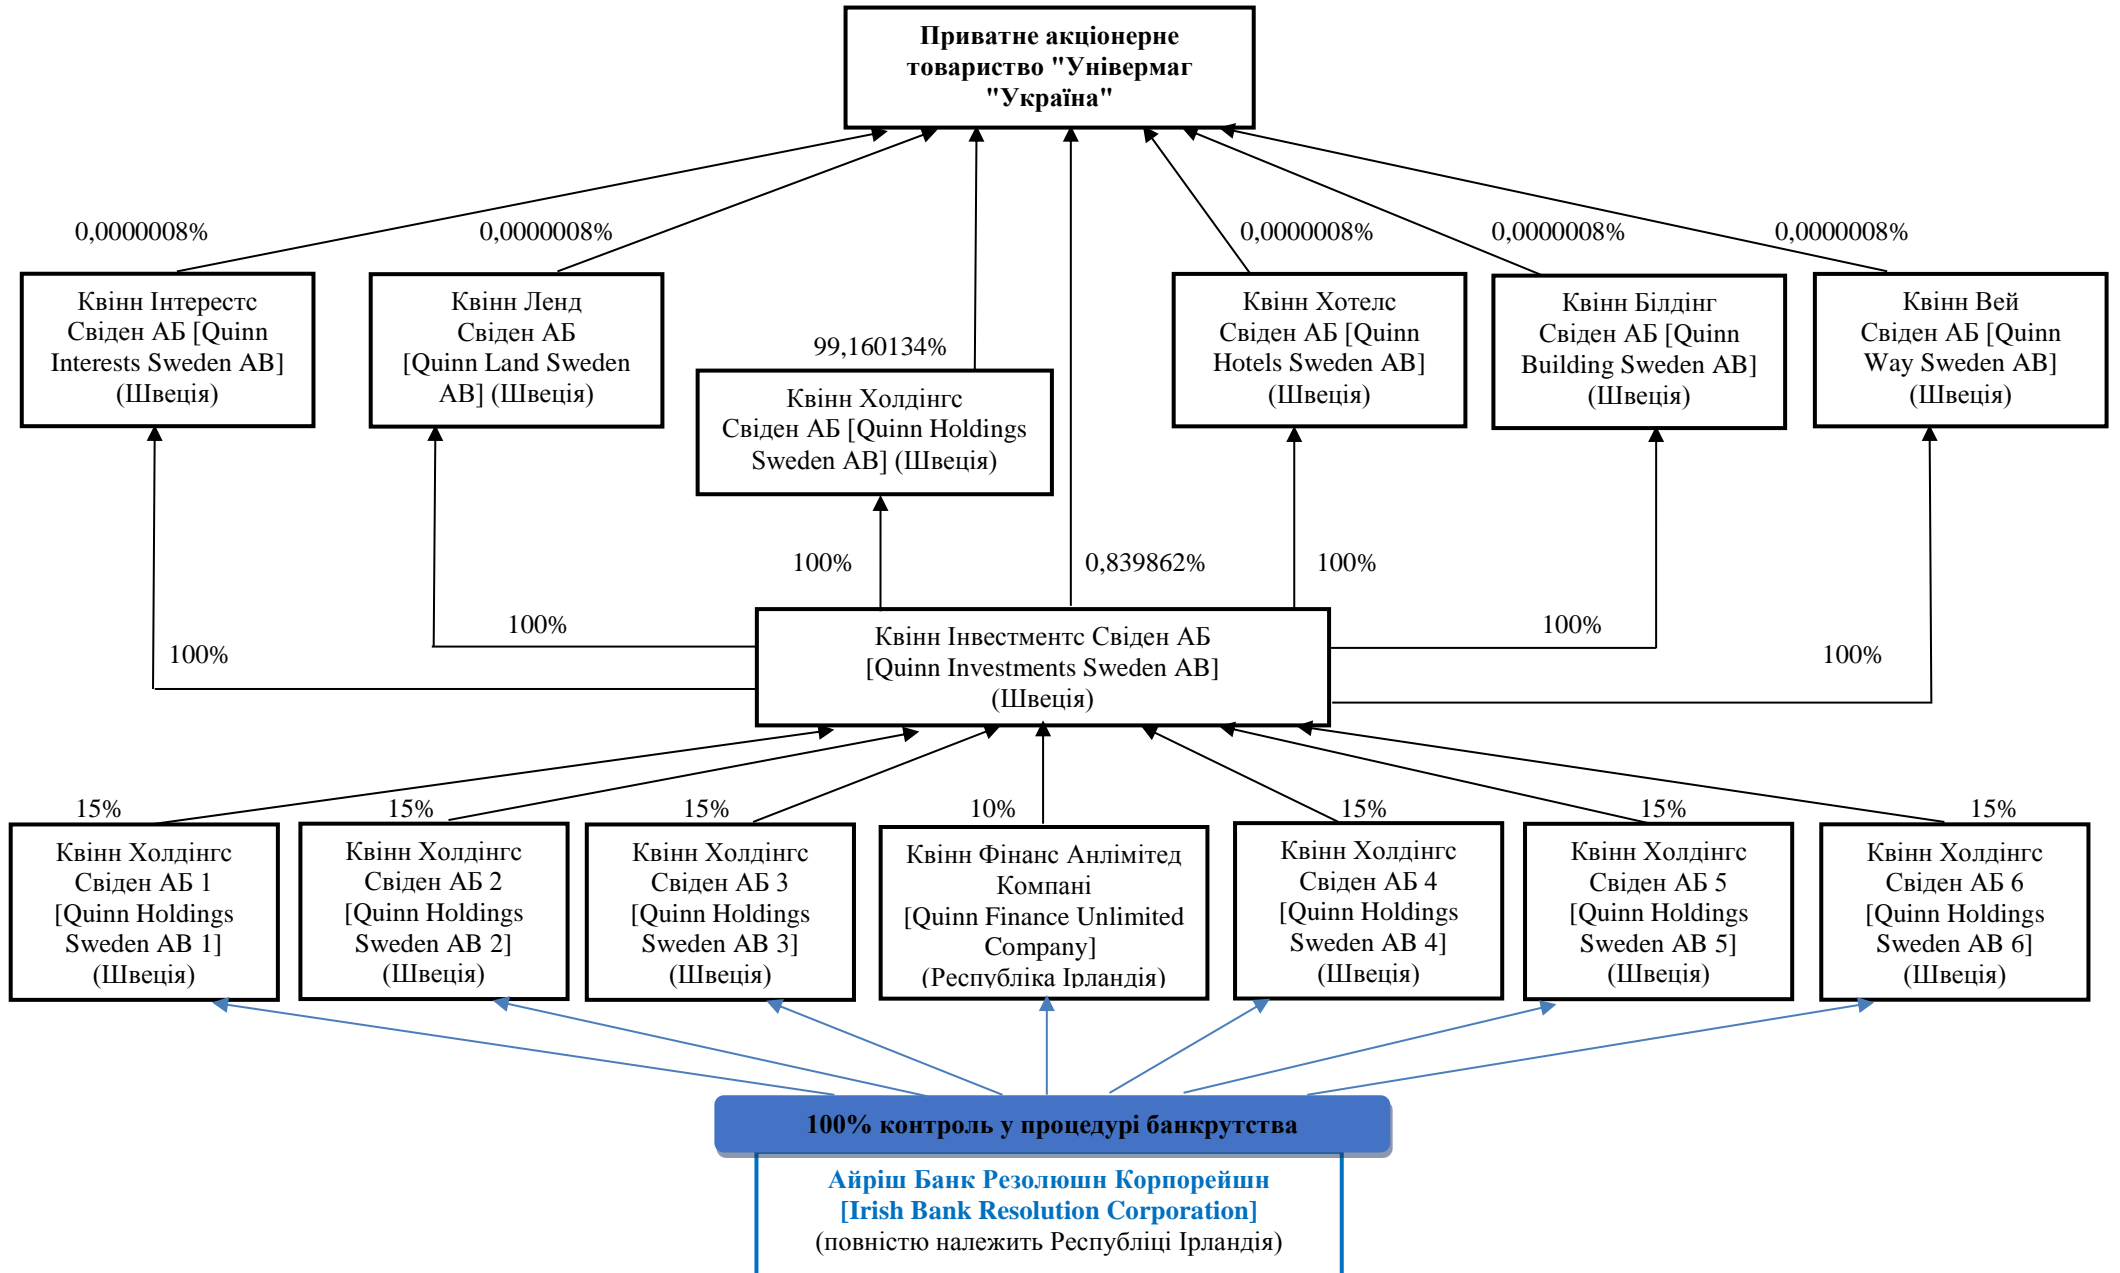 Приватне акціонерне
товариство "Універмаг
"Україна"
0,0000008%
0,0000008%
0,0000008%
0,0000008%
0,0000008%
Квінн Інтерестс
Свіден АБ [Quinn
Interests Sweden AB]
(Швеція)
Квінн Ленд
Свіден АБ
[Quinn Land Sweden
AB] (Швеція)
99,160134%
Квінн Холдінгс
Свіден АБ [Quinn Holdings
Sweden AB] (Швеція)
Квінн Хотелс
Свіден АБ [Quinn
Hotels Sweden AB]
(Швеція)
Квінн Білдінг
Свіден АБ [Quinn
Building Sweden AB]
(Швеція)
Квінн Вей
Свіден АБ [Quinn
Way Sweden AB]
(Швеція)
100%
0,839862%
100%
100%
100%
100%
100%
Квінн Інвестментс Свіден АБ
[Quinn Investments Sweden AB]
(Швеція)
15%
15%
15%
10%
15%
15%
15%
Квінн Холдінгс
Свіден АБ 1
[Quinn Holdings
Sweden AB 1]
(Швеція)
Квінн Холдінгс
Свіден АБ 2
[Quinn Holdings
Sweden AB 2]
(Швеція)
Квінн Холдінгс
Свіден АБ 3
[Quinn Holdings
Sweden AB 3]
(Швеція)
Квінн Фінанс Анлімітед
Компані
[Quinn Finance Unlimited
Company]
(Республіка Ірландія)
Квінн Холдінгс
Свіден АБ 4
[Quinn Holdings
Sweden AB 4]
(Швеція)
Квінн Холдінгс
Свіден АБ 5
[Quinn Holdings
Sweden AB 5]
(Швеція)
Квінн Холдінгс
Свіден АБ 6
[Quinn Holdings
Sweden AB 6]
(Швеція)
100% контроль у процедурі банкрутства
Айріш Банк Резолюшн Корпорейшн
[Irish Bank Resolution Corporation]
(повністю належить Республіці Ірландія)